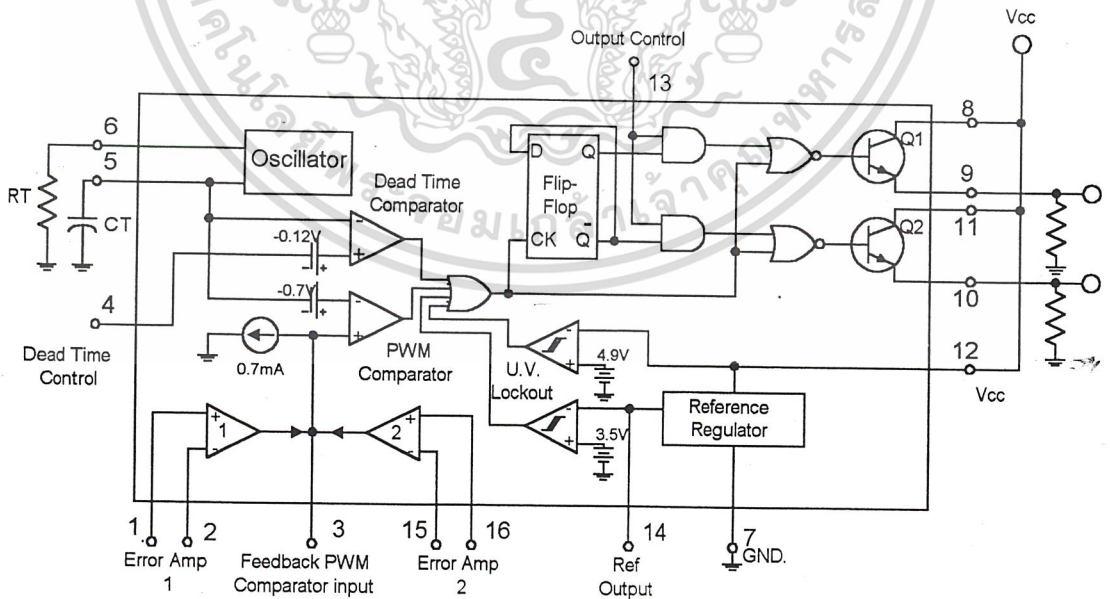 Vcc
Output Control
13
6
5
RT
CT
Oscillator
D
Q
Flip-
Flop
CK
Q̅
8
Q1
9
11
Q2
10
Dead Time
Comparator
-0.12V
- +
-0.7V
- +
4
Dead Time
Control
0.7mA
PWM
Comparator
U.V.
Lockout
4.9V
3.5V
12
Vcc
Reference
Regulator
1
2
1
2
3
15
16
14
7
GND.
Error Amp
1
Feedback PWM
Comparator input
Error Amp
2
Ref
Output